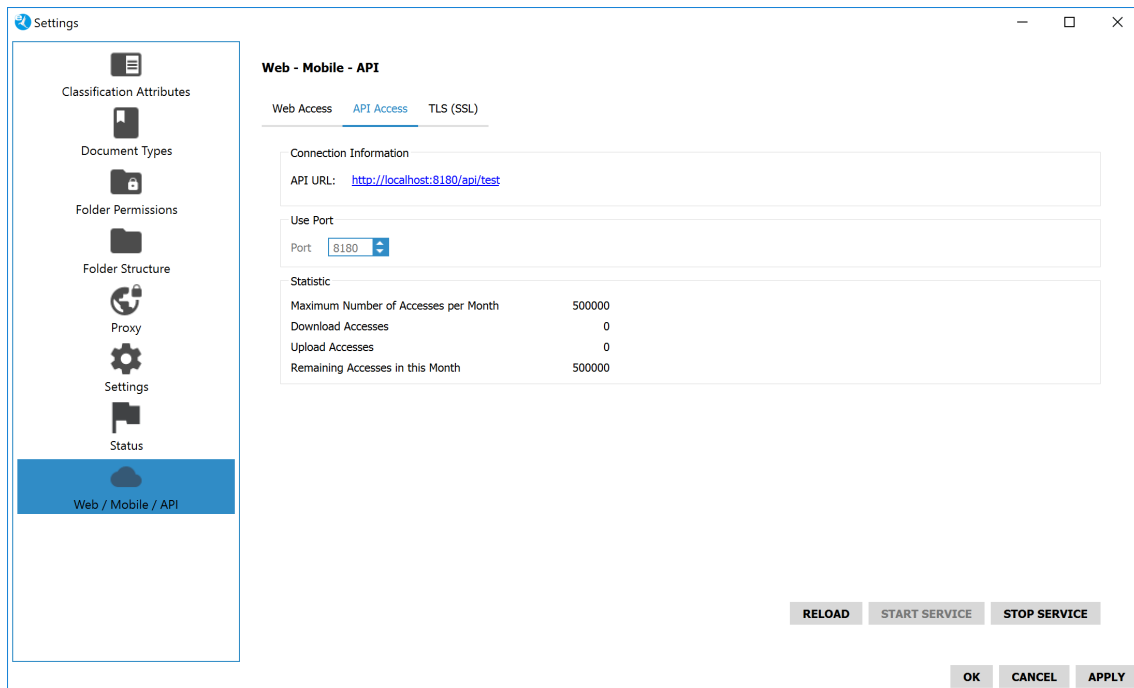 Settings
Classification Attributes
Document Types
Folder Permissions
Folder Structure
Proxy
Settings
Status
Web / Mobile / API
Web - Mobile - API
Web Access API Access TLS (SSL)
Connection Information
API URL: http://localhost:8180/api/test
Use Port
Port 8180
Statistic
Maximum Number of Accesses per Month 500000
Download Accesses 0
Upload Accesses 0
Remaining Accesses in this Month 500000
RELOAD START SERVICE STOP SERVICE
OK CANCEL APPLY